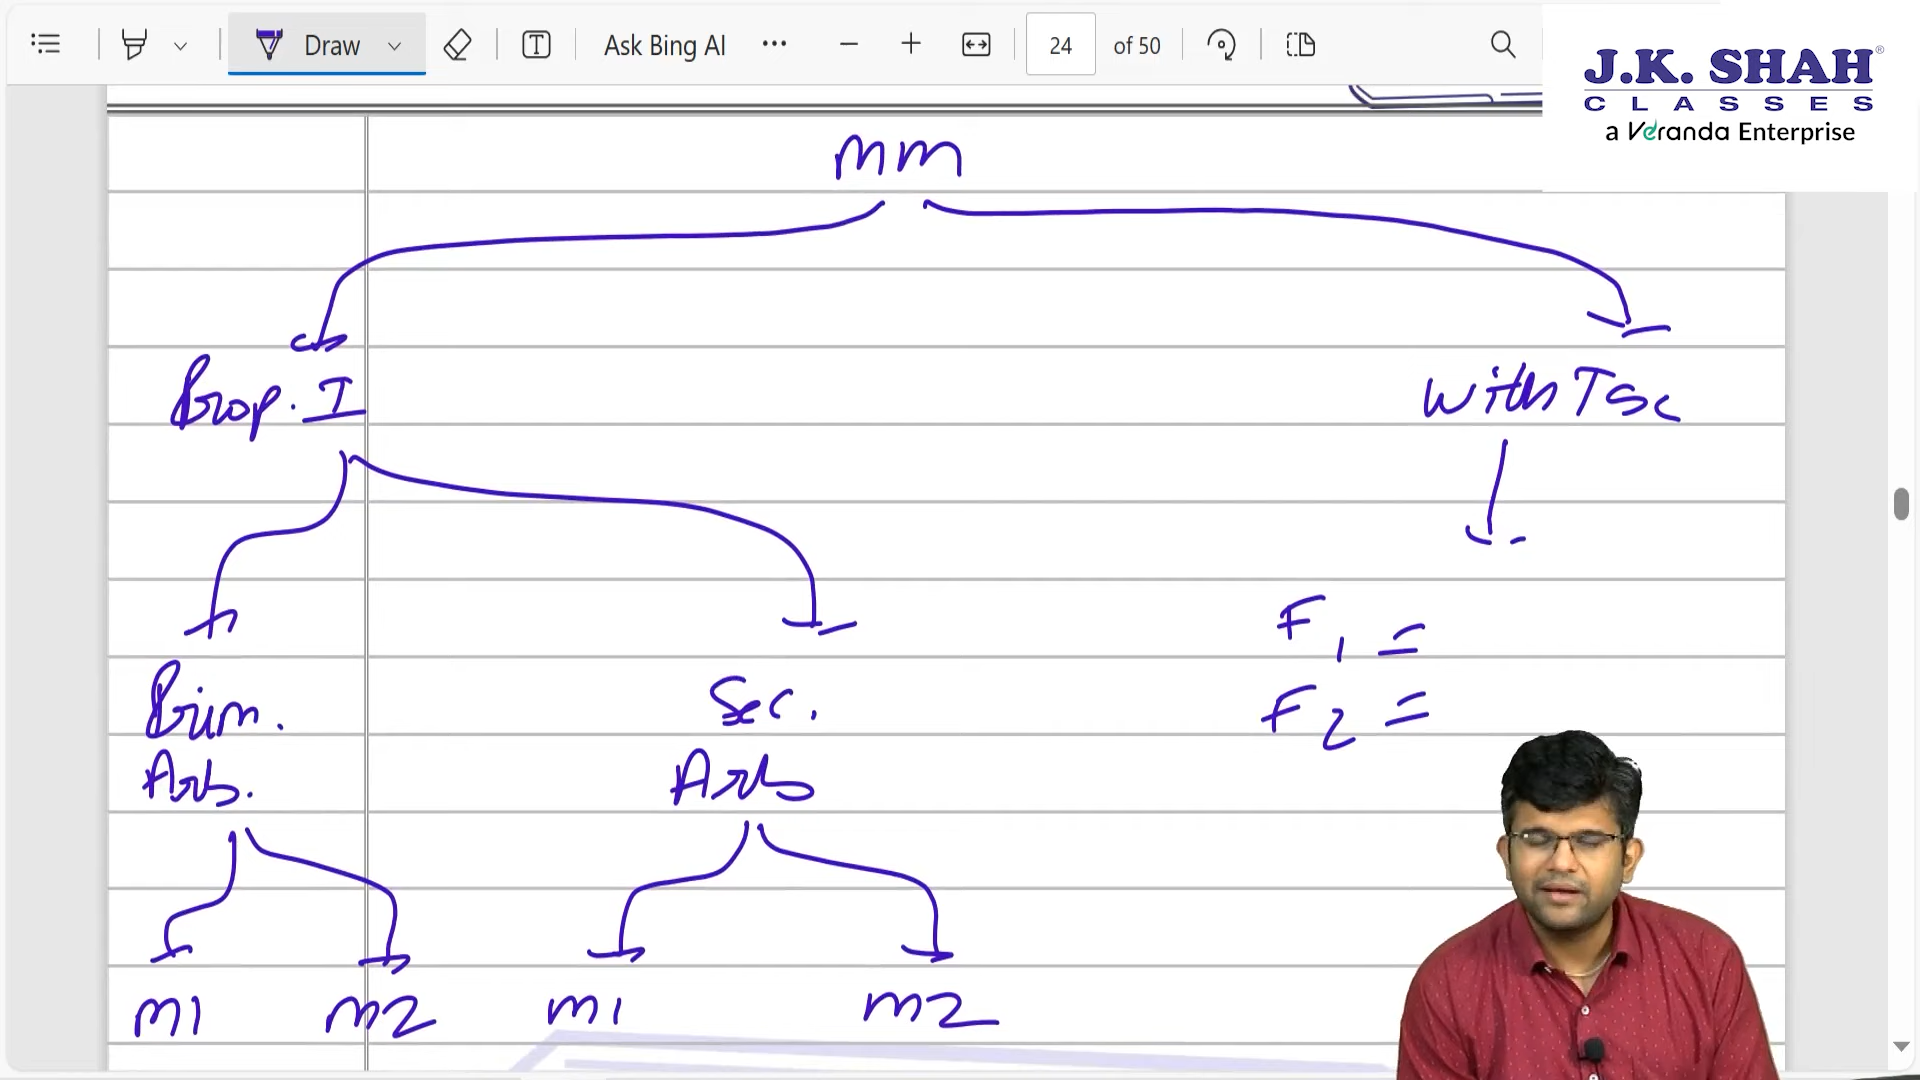 Draw
Ask Bing AI
24 of 50
J.K. SHAH®
CLASSES
a Veranda Enterprise
MM
Prop. I
With Tsc
F1 =
F2 =
Prim.
Arb.
Sec.
Arb
m1
m2
m1
m2